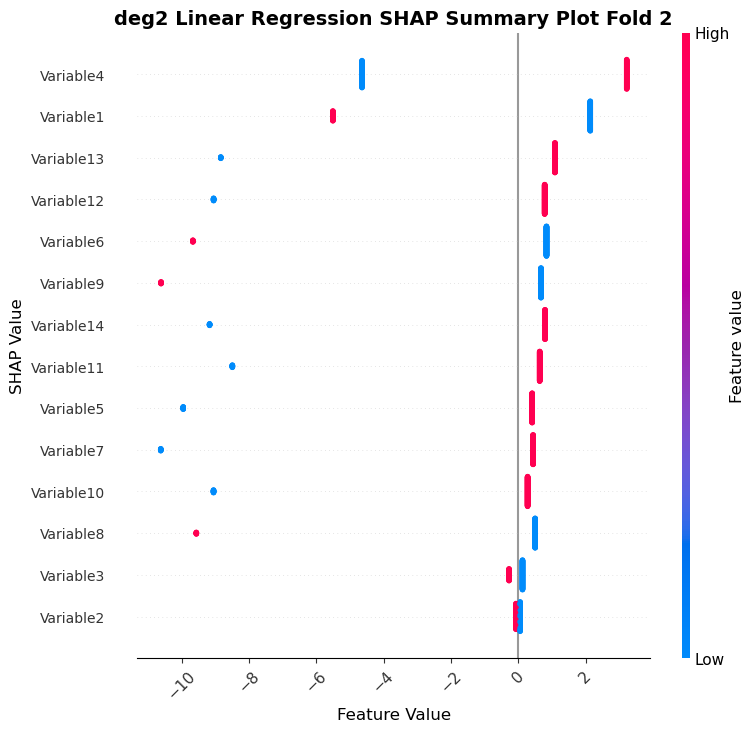 deg2 Linear Regression SHAP Summary Plot Fold 2
High
Variable4
Variable1
Variable13
Variable12
Variable6
Variable9
Variable14
Variable11
Variable5
Variable7
Variable10
Variable8
Variable3
Variable2
SHAP Value
Feature value
Low
−10
−8
−6
−4
−2
0
2
Feature Value